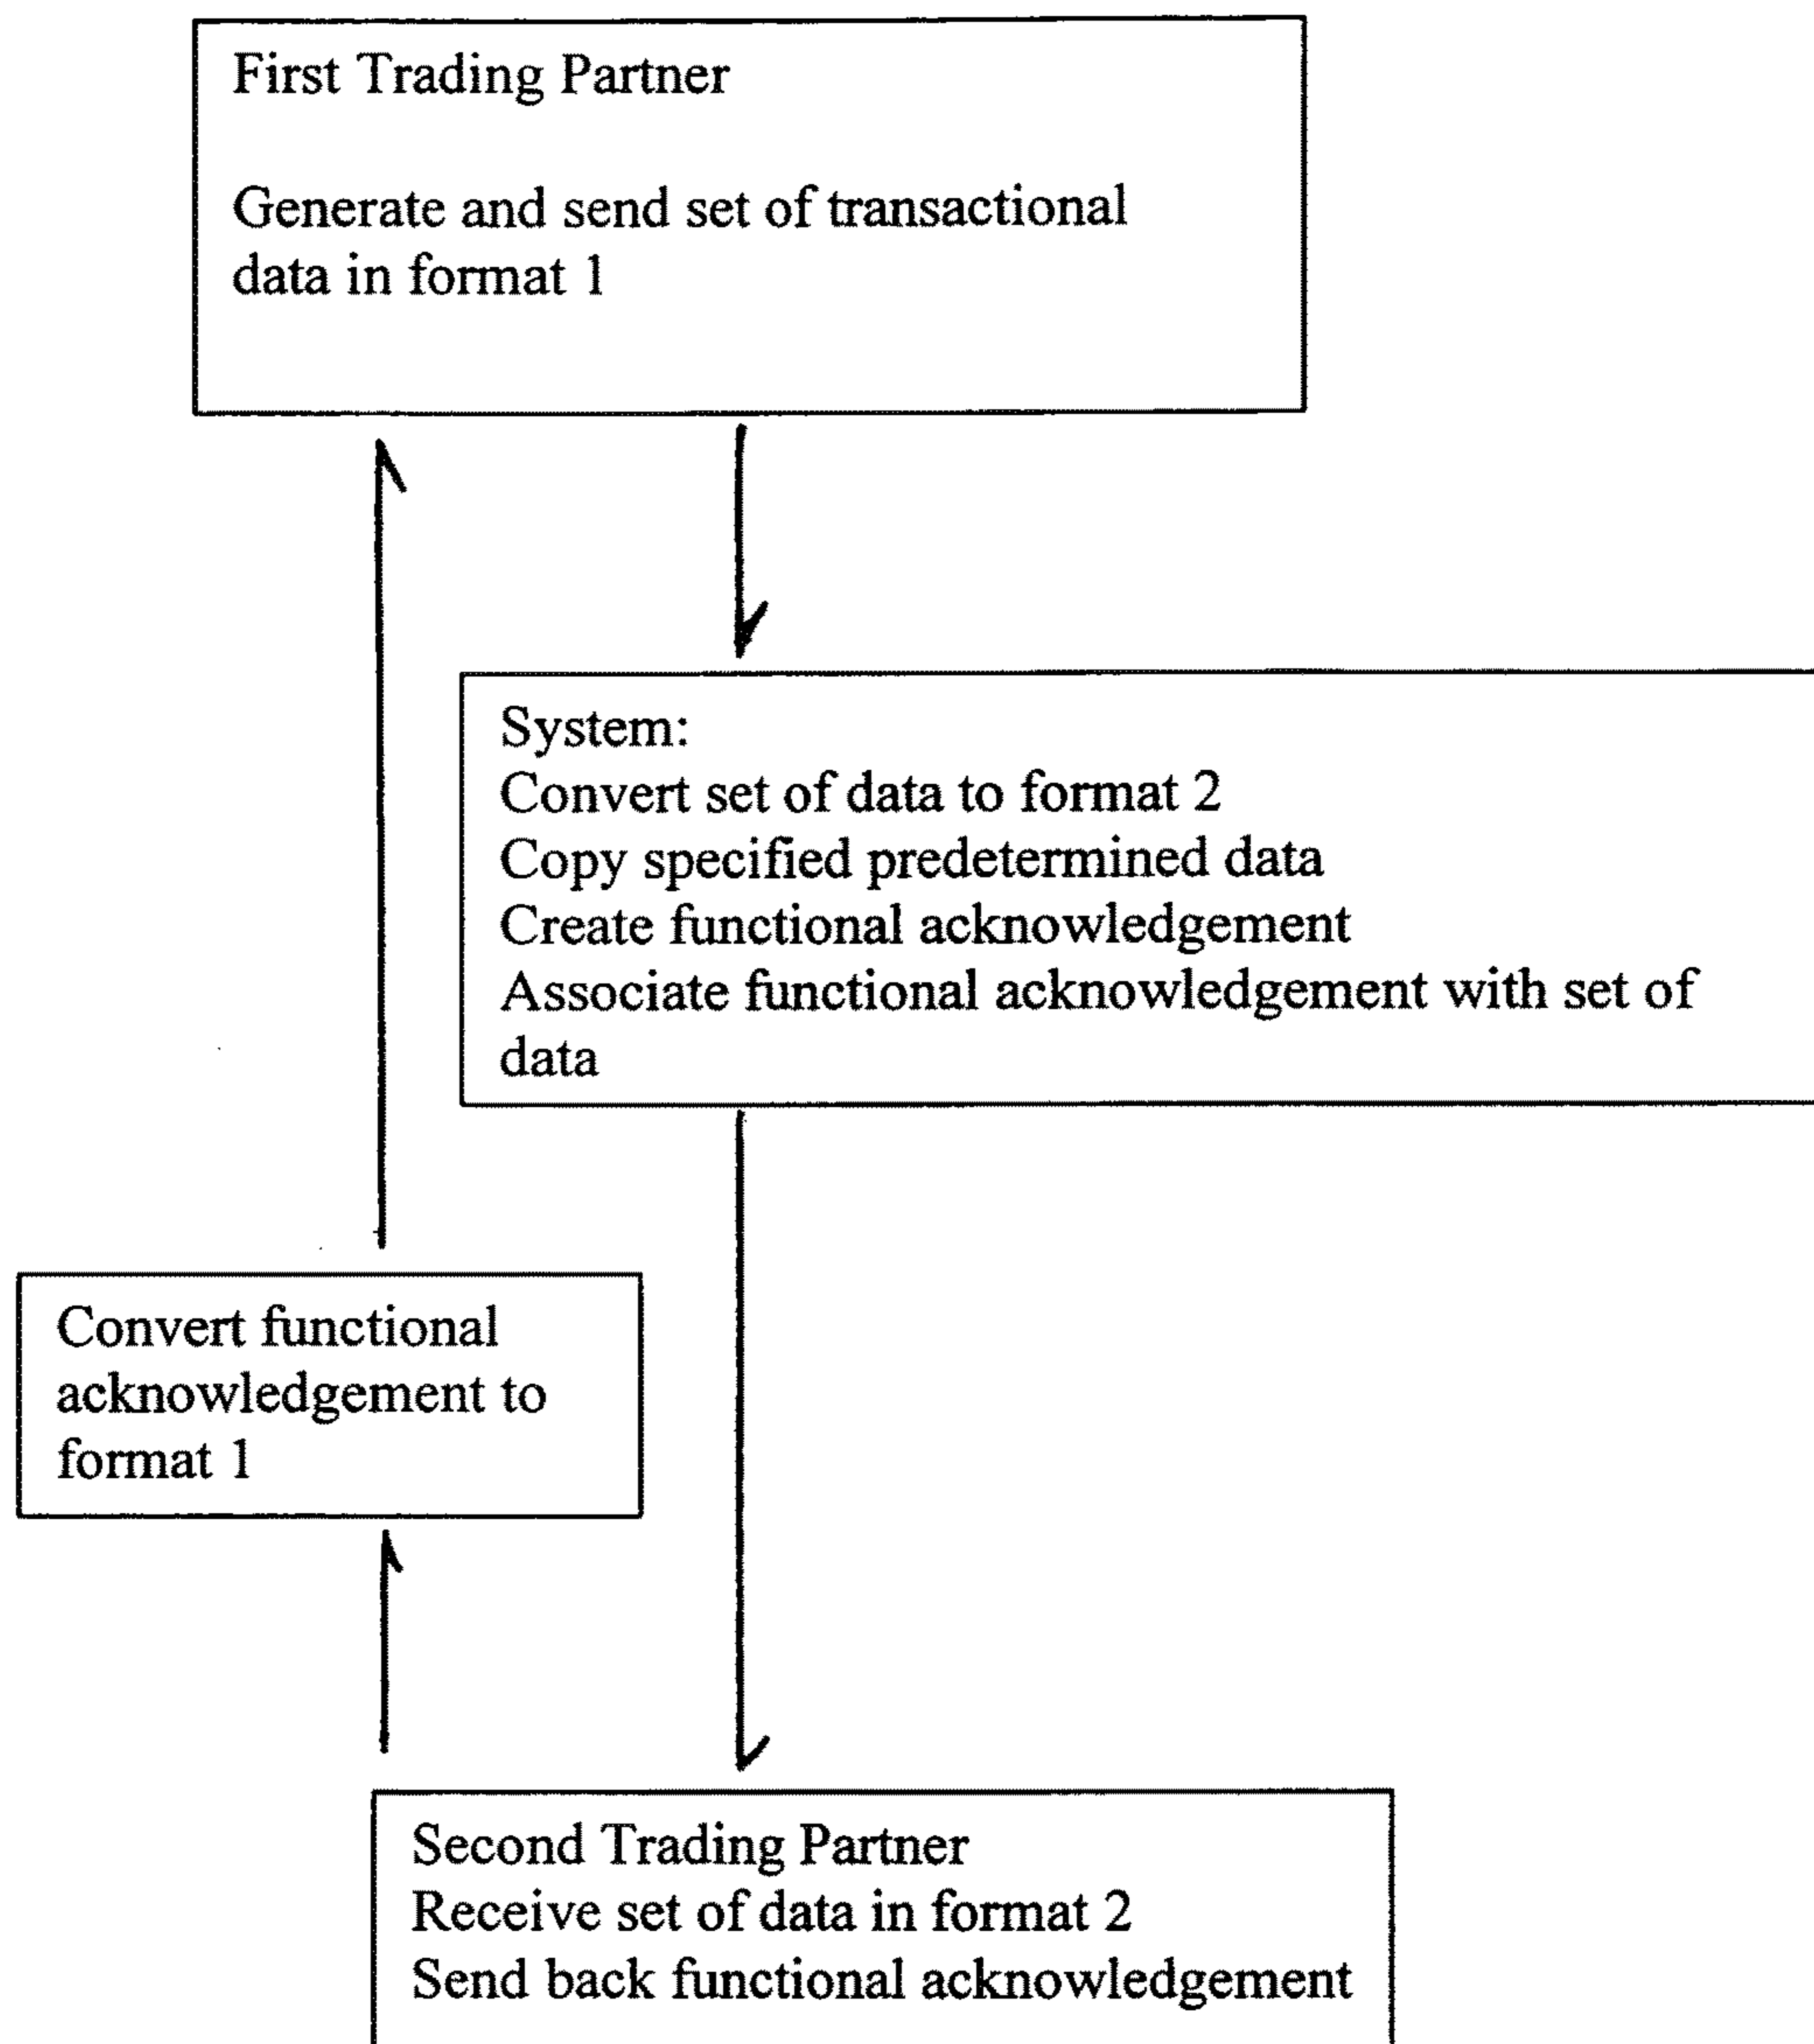 First Trading Partner
Generate and send set of transactional
data in format 1
System:
Convert set of data to format 2
Copy specified predetermined data
Create functional acknowledgement
Associate functional acknowledgement with set of
data
Convert functional
acknowledgement to
format 1
Second Trading Partner
Receive set of data in format 2
Send back functional acknowledgement